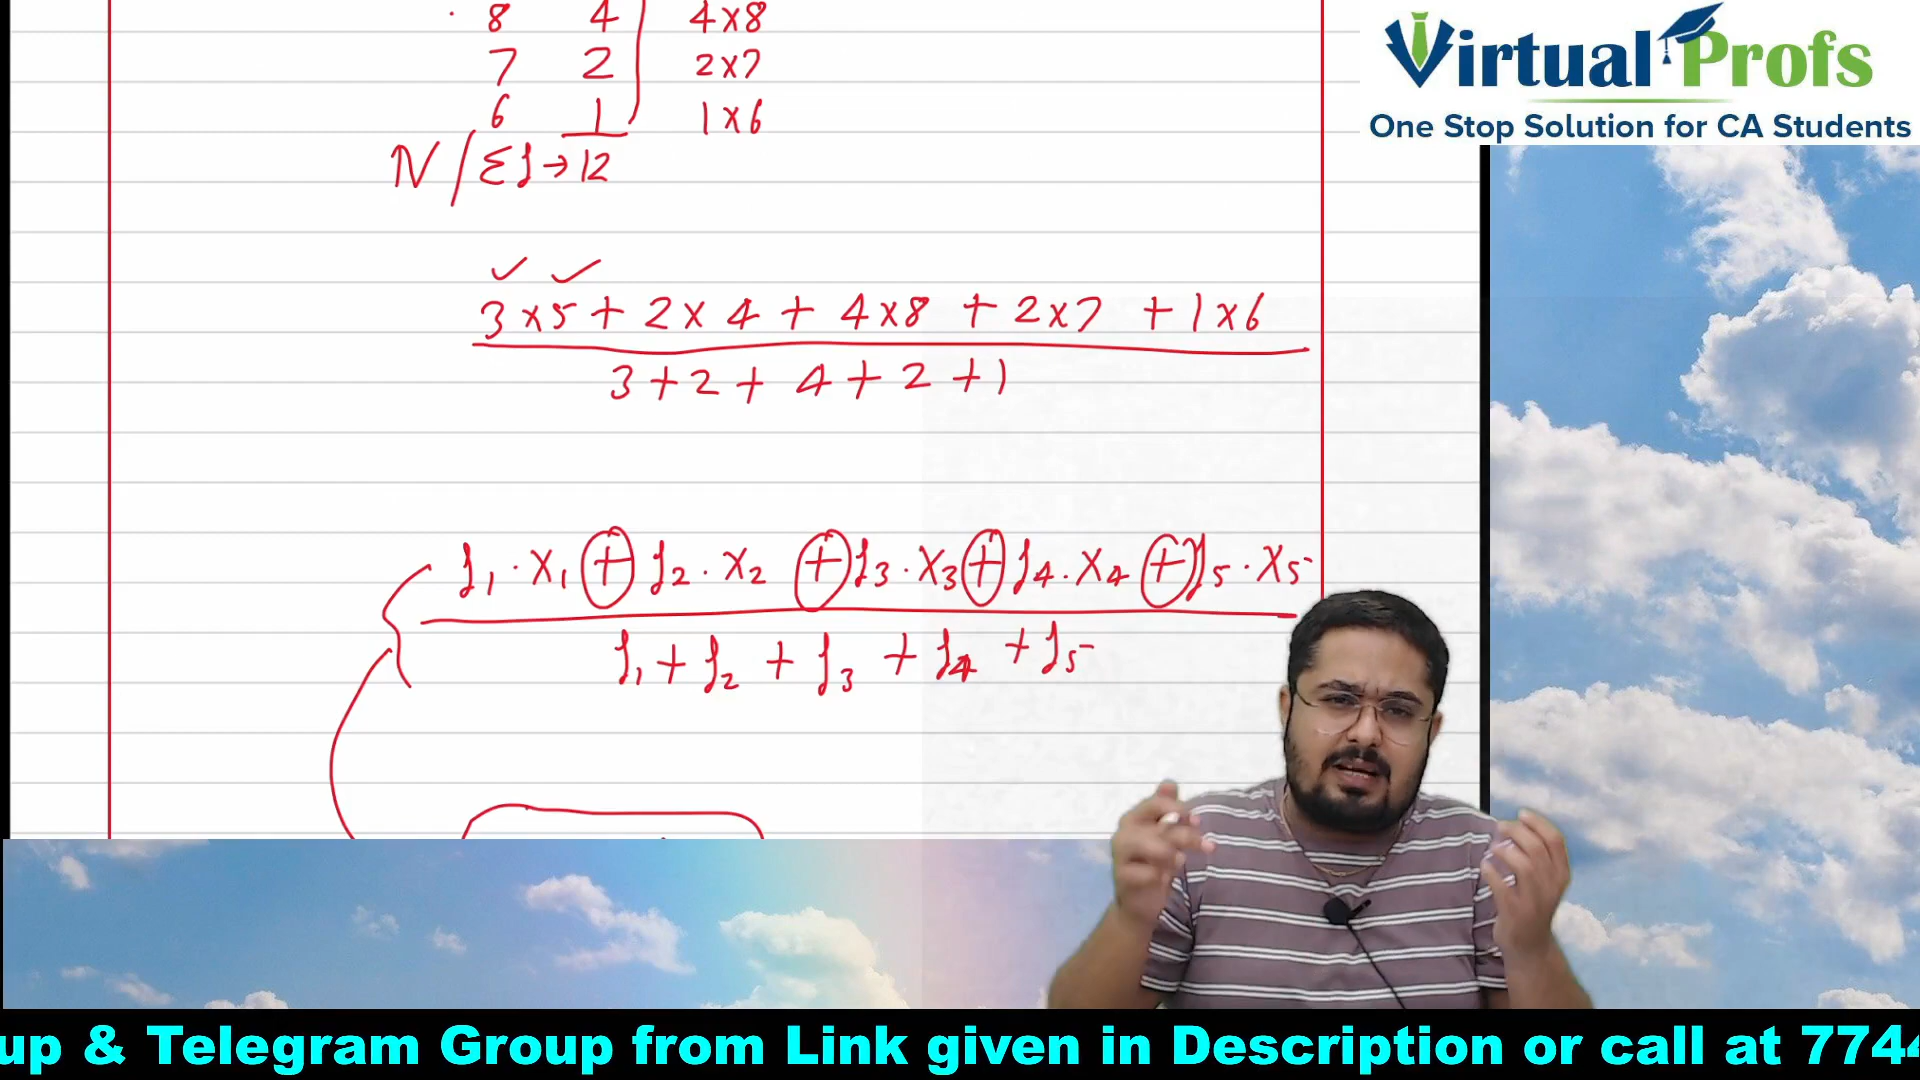 8 4 4x8
7 2 2x7
6 1 1x6
N / Σf → 12
3x5 + 2x4 + 4x8 + 2x7 + 1x6
3 + 2 + 4 + 2 + 1
f1 · x1 + f2 · x2 + f3 · x3 + f4 · x4 + f5 · x5
f1 + f2 + f3 + f4 + f5
Virtual Profs
One Stop Solution for CA Students
up & Telegram Group from Link given in Description or call at 774